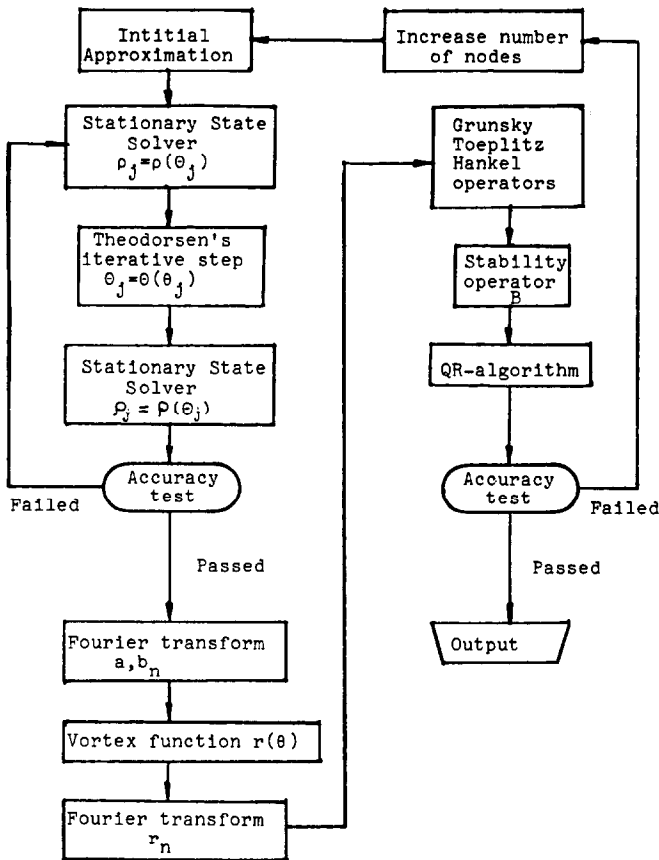 Intitial
Approximation
Increase number
of nodes
Stationary State
Solver
ρj=ρ(θj)
Theodorsen's
iterative step
Θj=Θ(θj)
Stationary State
Solver
ρj = ρ(Θj)
Accuracy
test
Failed
Passed
Fourier transform
a,bn
Vortex function r(θ)
Fourier transform
rn
Grunsky
Toeplitz
Hankel
operators
Stability
operator
B
QR-algorithm
Accuracy
test
Failed
Passed
Output